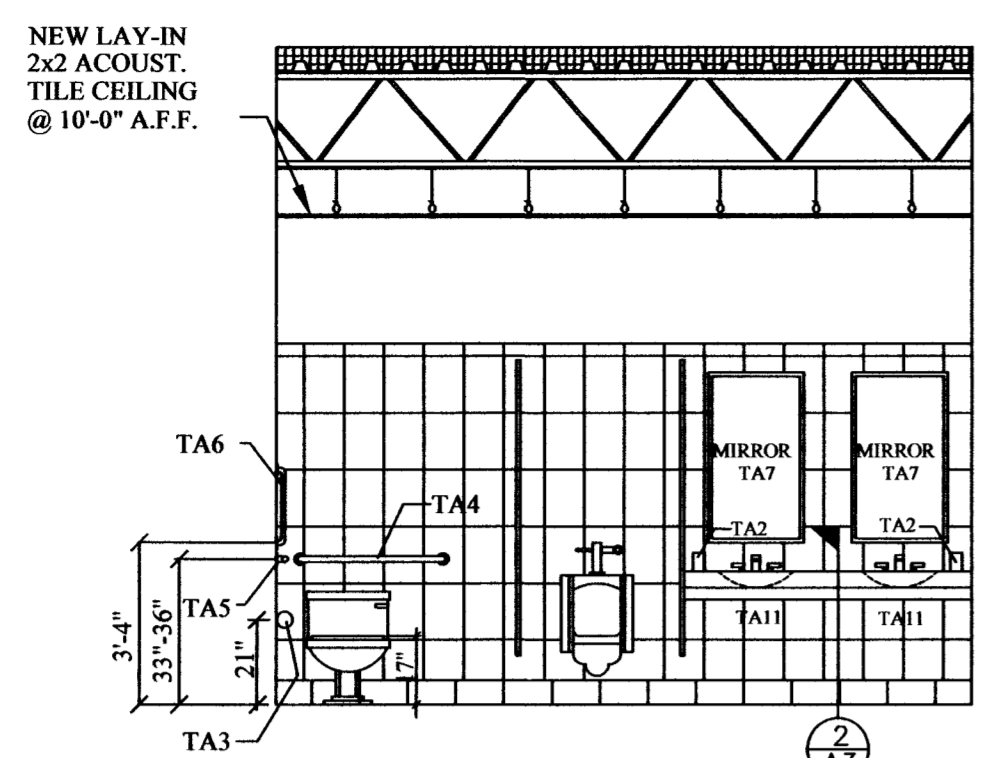 NEW LAY-IN
2x2 ACOUST.
TILE CEILING
@ 10'-0" A.F.F.
TA6
TA4
MIRROR
TA7
MIRROR
TA7
TA2
TA2
TA5
TA11
TA11
3'-4"
33"-36"
21"
7"
TA3
2